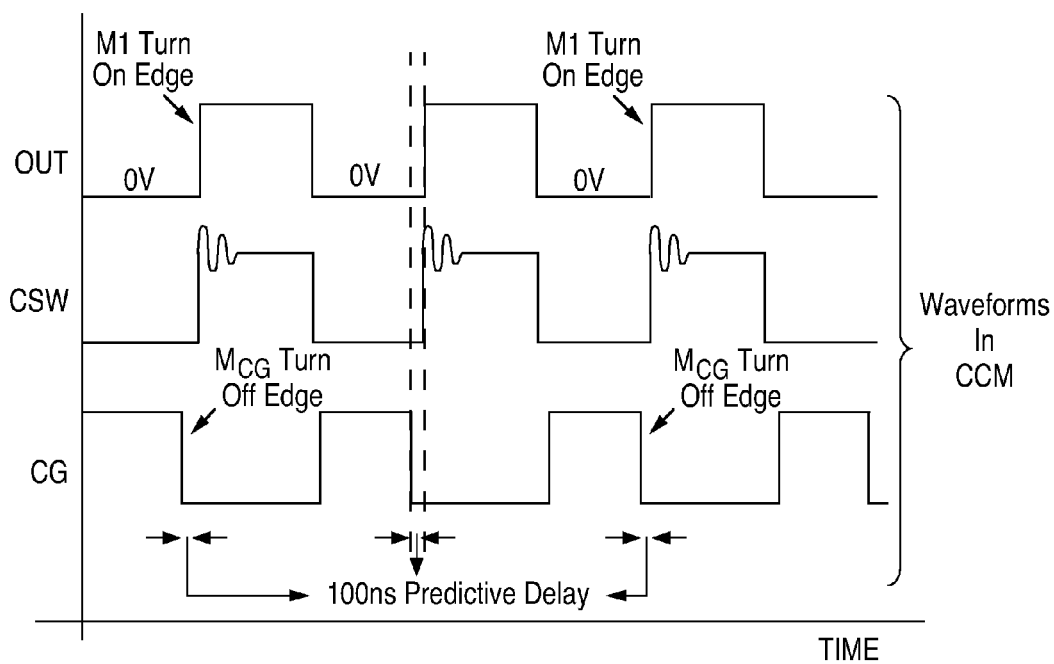 M1 Turn
On Edge
M1 Turn
On Edge
OUT
0V
0V
0V
CSW
Waveforms
In
CCM
MCG Turn
Off Edge
MCG Turn
Off Edge
CG
100ns Predictive Delay
TIME